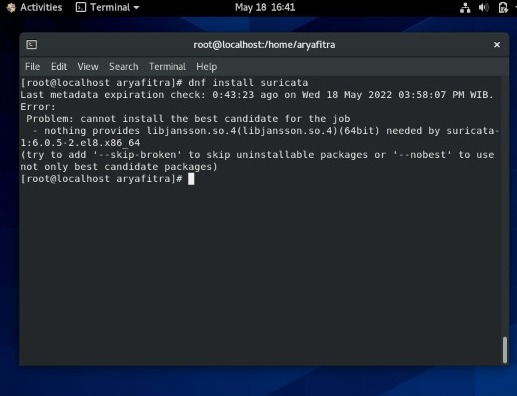 Activities Terminal May 18 16:41
root@localhost:/home/aryafitra
File Edit View Search Terminal Help
[root@localhost aryafitra]# dnf install suricata
Last metadata expiration check: 0:43:23 ago on Wed 18 May 2022 03:58:07 PM WIB.
Error:
 Problem: cannot install the best candidate for the job
  - nothing provides libjansson.so.4(libjansson.so.4)(64bit) needed by suricata-
1:6.0.5-2.el8.x86_64
(try to add '--skip-broken' to skip uninstallable packages or '--nobest' to use
not only best candidate packages)
[root@localhost aryafitra]#